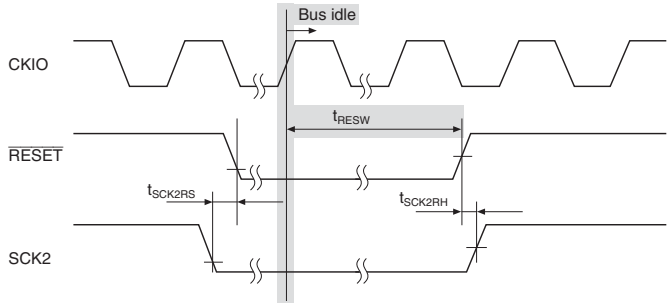 Bus idle
CKIO
tRESW
RESET
tSCK2RS
tSCK2RH
SCK2